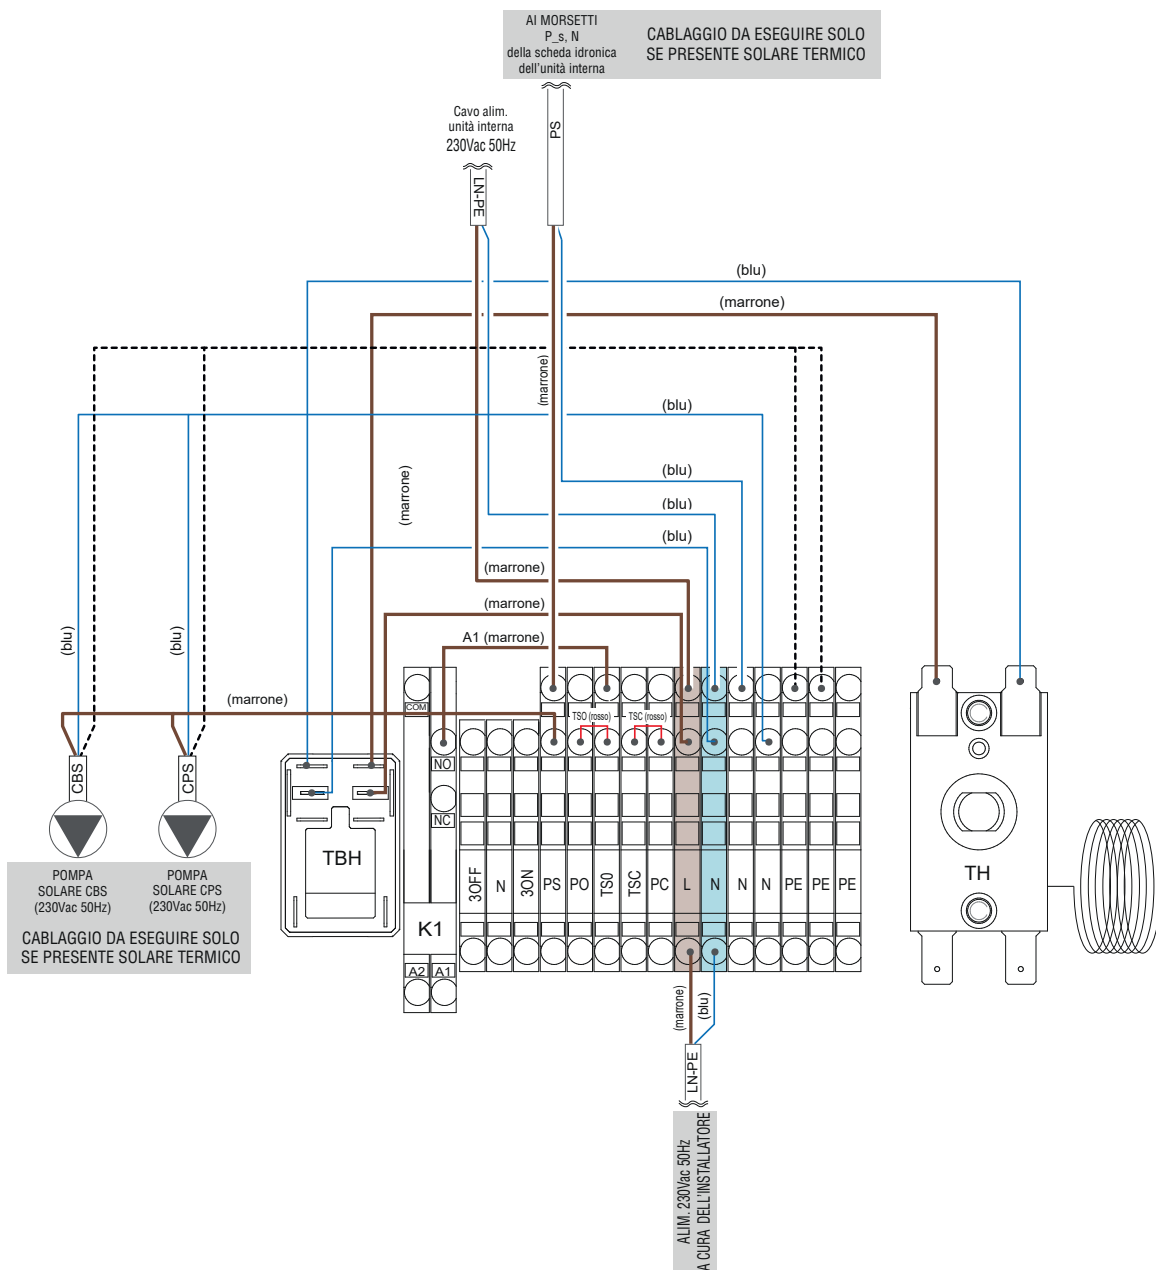 AI MORSETTI
P_s, N
della scheda idronica
dell'unità interna
CABLAGGIO DA ESEGUIRE SOLO
SE PRESENTE SOLARE TERMICO
Cavo alim.
unità interna
230Vac 50Hz
LN-PE
PS
(blu)
(marrone)
(marrone)
(blu)
(marrone)
(blu)
(blu)
(blu)
(marrone)
(marrone)
A1 (marrone)
(blu)
(blu)
(marrone)
COM
TSO (rosso)
TSC (rosso)
CBS
CPS
NO
NC
TBH
3OFF
N
3ON
PS
PO
TS0
TSC
PC
L
N
N
N
PE
PE
PE
TH
POMPA
SOLARE CBS
(230Vac 50Hz)
POMPA
SOLARE CPS
(230Vac 50Hz)
CABLAGGIO DA ESEGUIRE SOLO
SE PRESENTE SOLARE TERMICO
K1
A2
A1
(marrone)
(blu)
LN-PE
ALIM. 230Vac 50Hz
A CURA DELL'INSTALLATORE